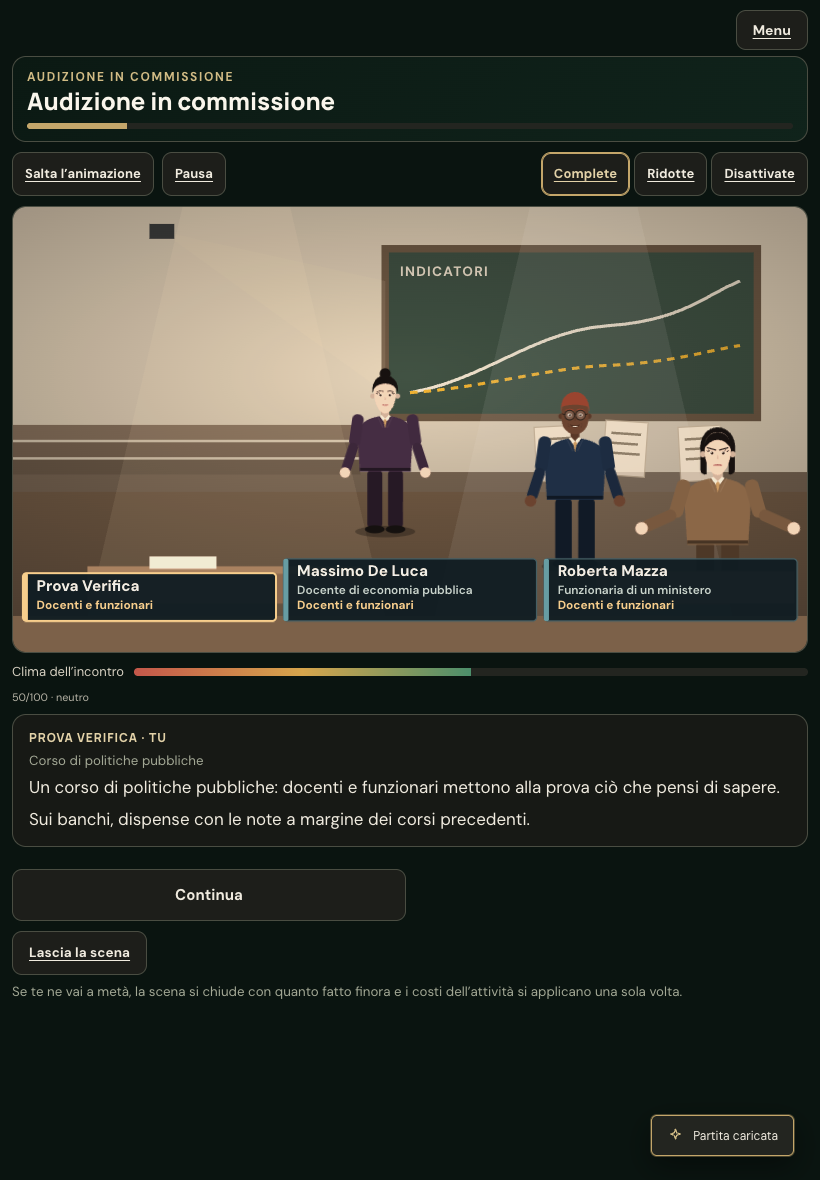 Menu
AUDIZIONE IN COMMISSIONE
Audizione in commissione
Salta l’animazione
Pausa
Complete
Ridotte
Disattivate
INDICATORI
Prova Verifica
Docenti e funzionari
Massimo De Luca
Docente di economia pubblica
Docenti e funzionari
Roberta Mazza
Funzionaria di un ministero
Docenti e funzionari
Clima dell’incontro
50/100 · neutro
PROVA VERIFICA · TU
Corso di politiche pubbliche
Un corso di politiche pubbliche: docenti e funzionari mettono alla prova ciò che pensi di sapere.
Sui banchi, dispense con le note a margine dei corsi precedenti.
Continua
Lascia la scena
Se te ne vai a metà, la scena si chiude con quanto fatto finora e i costi dell’attività si applicano una sola volta.
Partita caricata